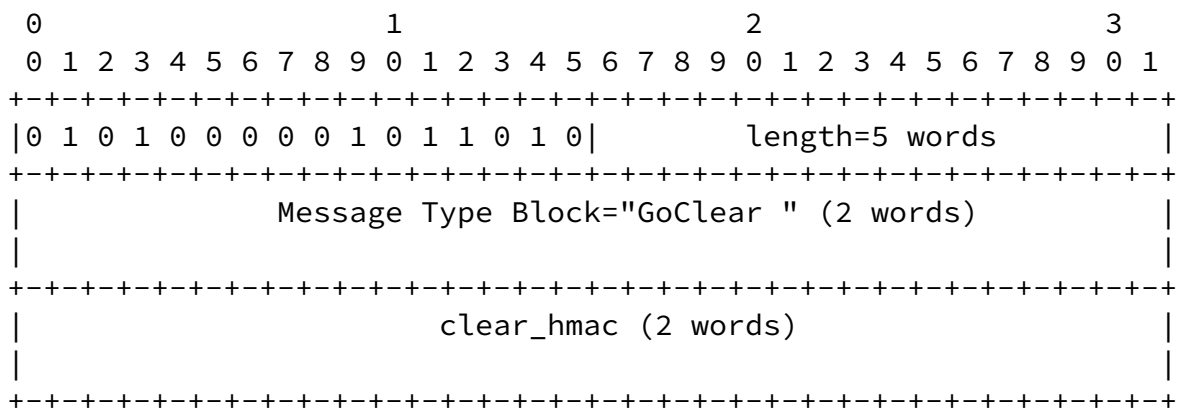 0                   1                   2                   3
 0 1 2 3 4 5 6 7 8 9 0 1 2 3 4 5 6 7 8 9 0 1 2 3 4 5 6 7 8 9 0 1
+-+-+-+-+-+-+-+-+-+-+-+-+-+-+-+-+-+-+-+-+-+-+-+-+-+-+-+-+-+-+-+-+
|0 1 0 1 0 0 0 0 0 1 0 1 1 0 1 0|        length=5 words         |
+-+-+-+-+-+-+-+-+-+-+-+-+-+-+-+-+-+-+-+-+-+-+-+-+-+-+-+-+-+-+-+-+
|              Message Type Block="GoClear " (2 words)          |
|                                                               |
+-+-+-+-+-+-+-+-+-+-+-+-+-+-+-+-+-+-+-+-+-+-+-+-+-+-+-+-+-+-+-+-+
|                       clear_hmac (2 words)                    |
|                                                               |
+-+-+-+-+-+-+-+-+-+-+-+-+-+-+-+-+-+-+-+-+-+-+-+-+-+-+-+-+-+-+-+-+